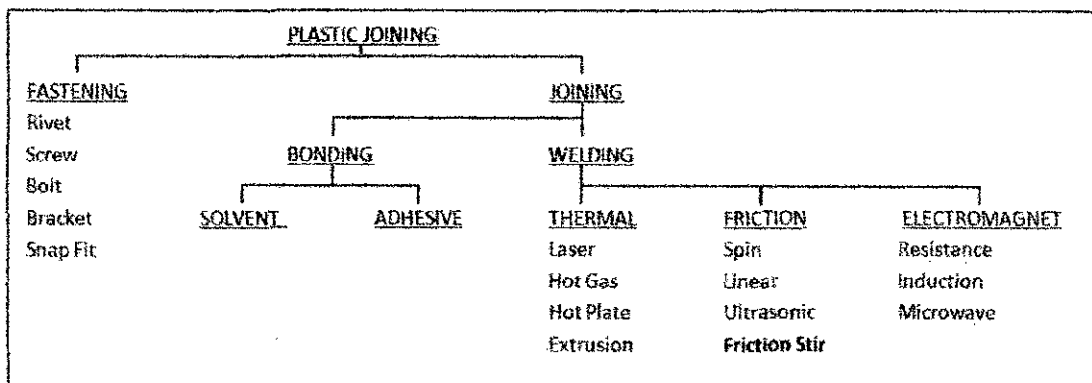 PLASTIC JOINING
FASTENING JOINING
Rivet
Screw BONDING WELDING
Bolt
Bracket SOLVENT ADHESIVE THERMAL FRICTION ELECTROMAGNET
Snap Fit Laser Spin Resistance
Hot Gas Linear Induction
Hot Plate Ultrasonic Microwave
Extrusion Friction Stir